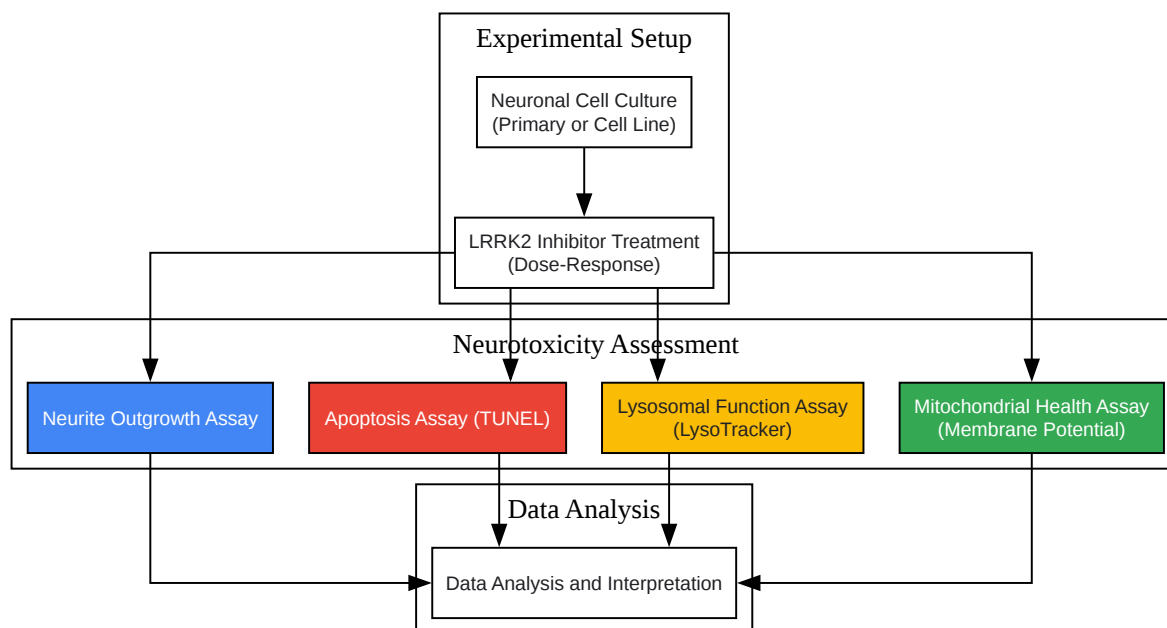 Experimental Setup
Neuronal Cell Culture
(Primary or Cell Line)
LRRK2 Inhibitor Treatment
(Dose-Response)
Neurotoxicity Assessment
Neurite Outgrowth Assay
Apoptosis Assay (TUNEL)
Lysosomal Function Assay
(LysoTracker)
Mitochondrial Health Assay
(Membrane Potential)
Data Analysis
Data Analysis and Interpretation